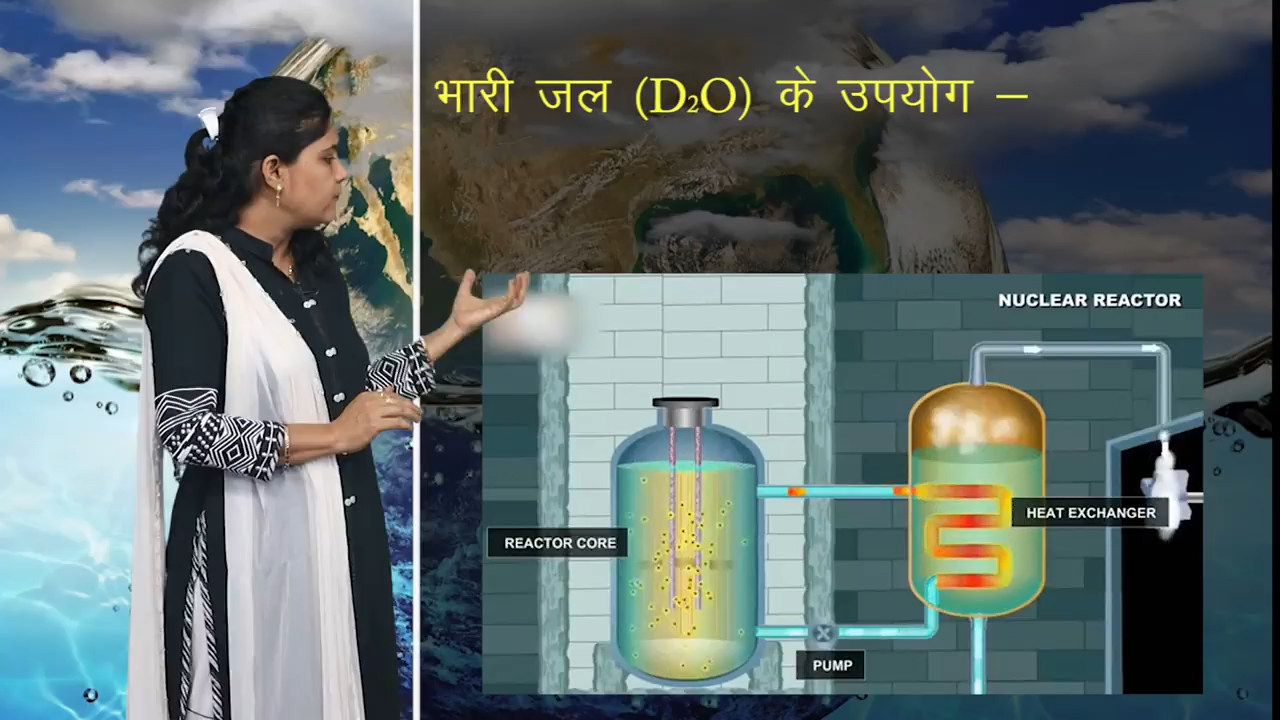 भारी जल (D₂O) के उपयोग –
NUCLEAR REACTOR
HEAT EXCHANGER
REACTOR CORE
PUMP